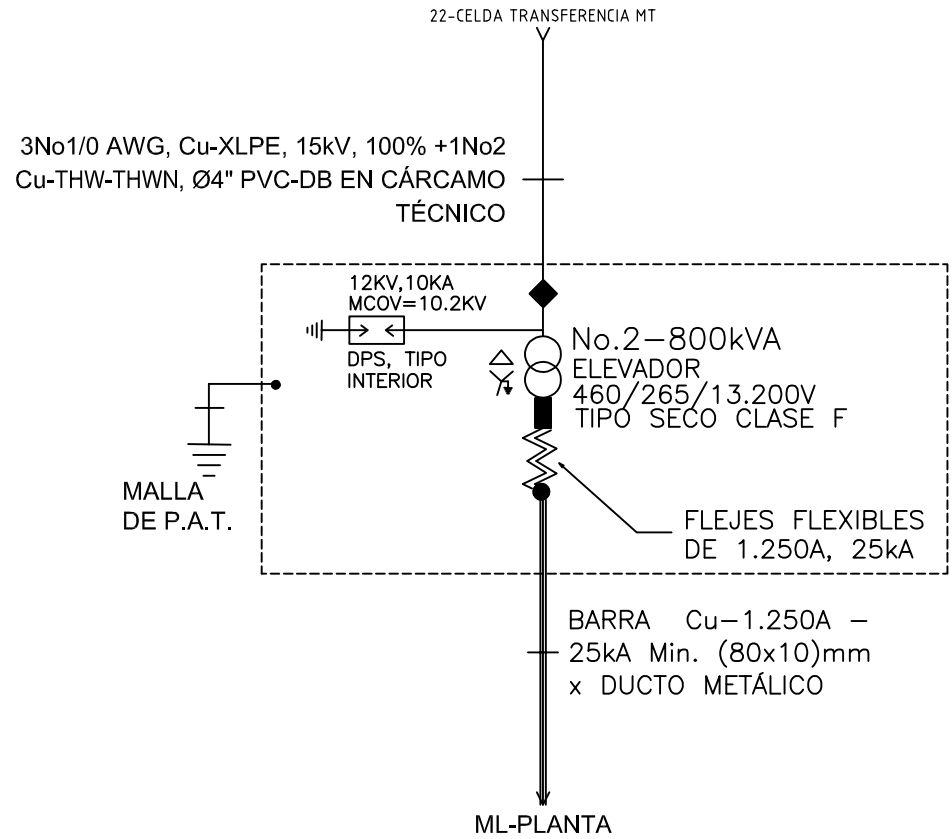 22-CELDA TRANSFERENCIA MT
3No1/0 AWG, Cu-XLPE, 15kV, 100% +1No2
Cu-THW-THWN, Ø4" PVC-DB EN CÁRCAMO
TÉCNICO
12KV,10KA
MCOV=10.2KV
DPS, TIPO
INTERIOR
No.2-800kVA
ELEVADOR
460/265/13.200V
TIPO SECO CLASE F
MALLA
DE P.A.T.
FLEJES FLEXIBLES
DE 1.250A, 25kA
BARRA Cu-1.250A -
25kA Min. (80x10)mm
x DUCTO METÁLICO
ML-PLANTA